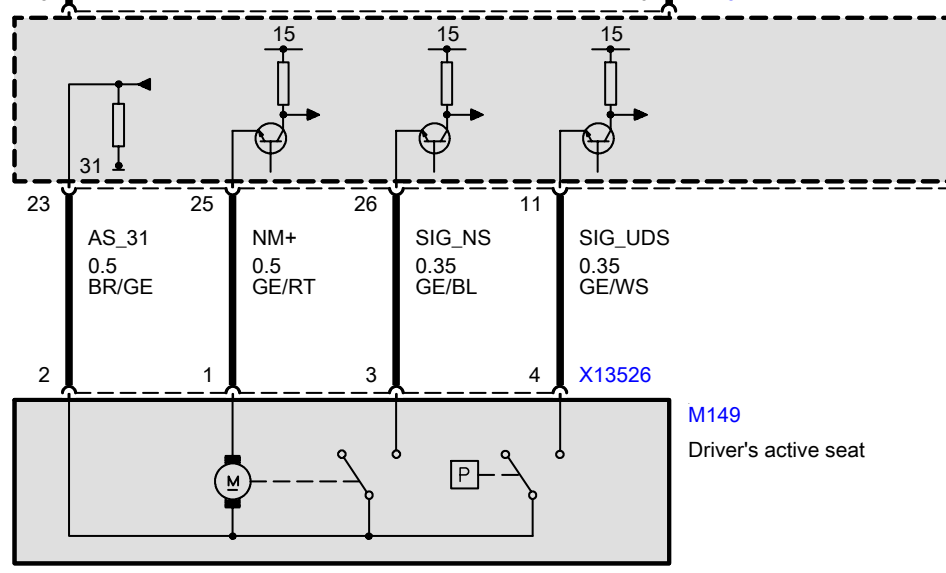 15 15 15
31
23 25 26 11
AS_31 NM+ SIG_NS SIG_UDS
0.5 0.5 0.35 0.35
BR/GE GE/RT GE/BL GE/WS
2 1 3 4 X13526
M149
Driver's active seat
M P